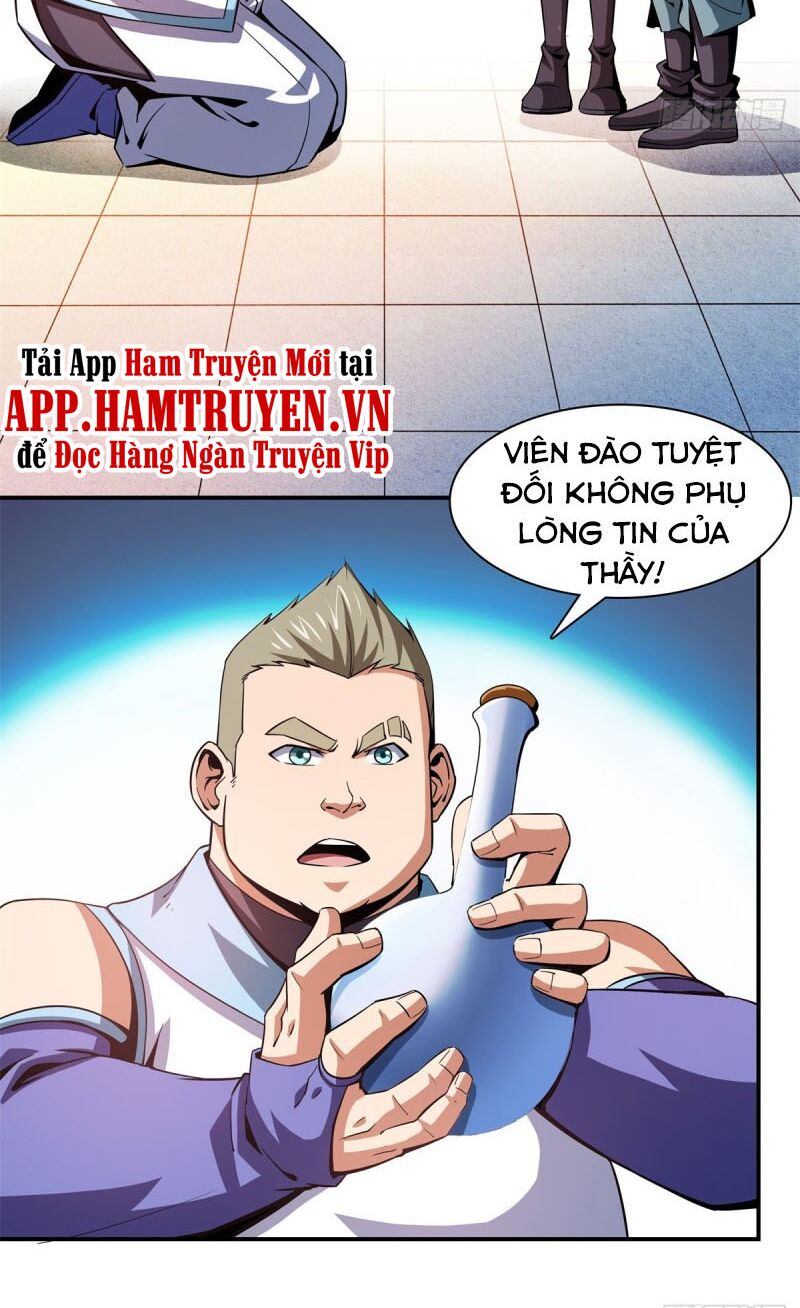 Tải App Ham Truyện Mới tại
APP.HAMTRUYEN.VN
để Đọc Hàng Ngàn Truyện Vip
VIÊN ĐÀO TUYỆT
ĐỐI KHÔNG PHỤ
LÒNG TIN CỦA
THẦY!